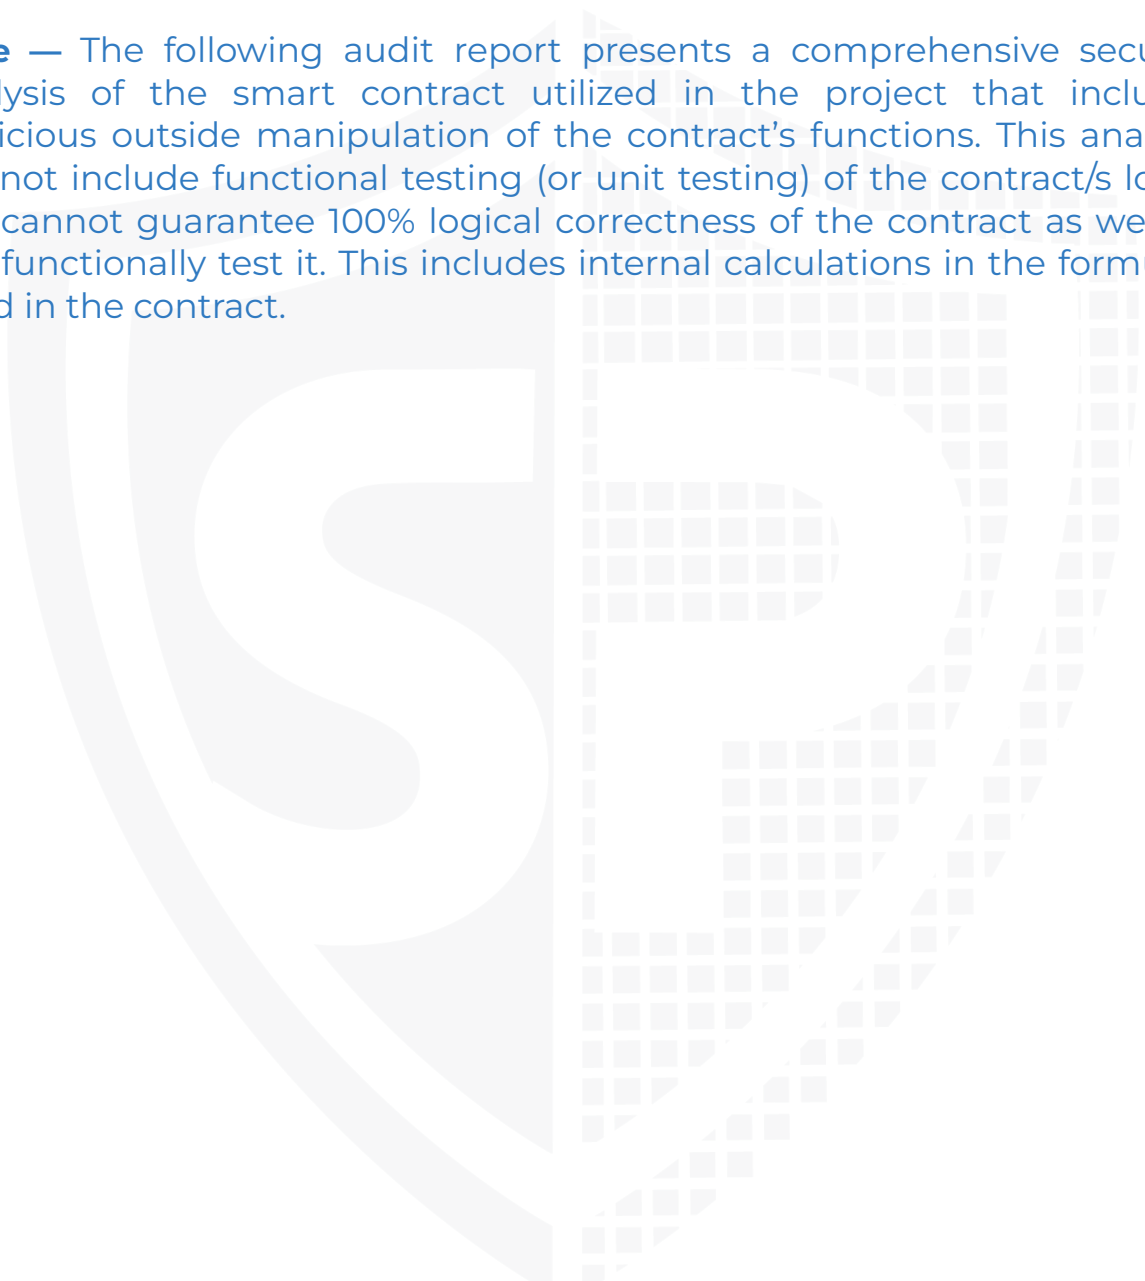 e — The following audit report presents a comprehensive secu
lysis of the smart contract utilized in the project that inclu
icious outside manipulation of the contract’s functions. This ana
not include functional testing (or unit testing) of the contract/s lo
cannot guarantee 100% logical correctness of the contract as we
functionally test it. This includes internal calculations in the form
d in the contract.
SP